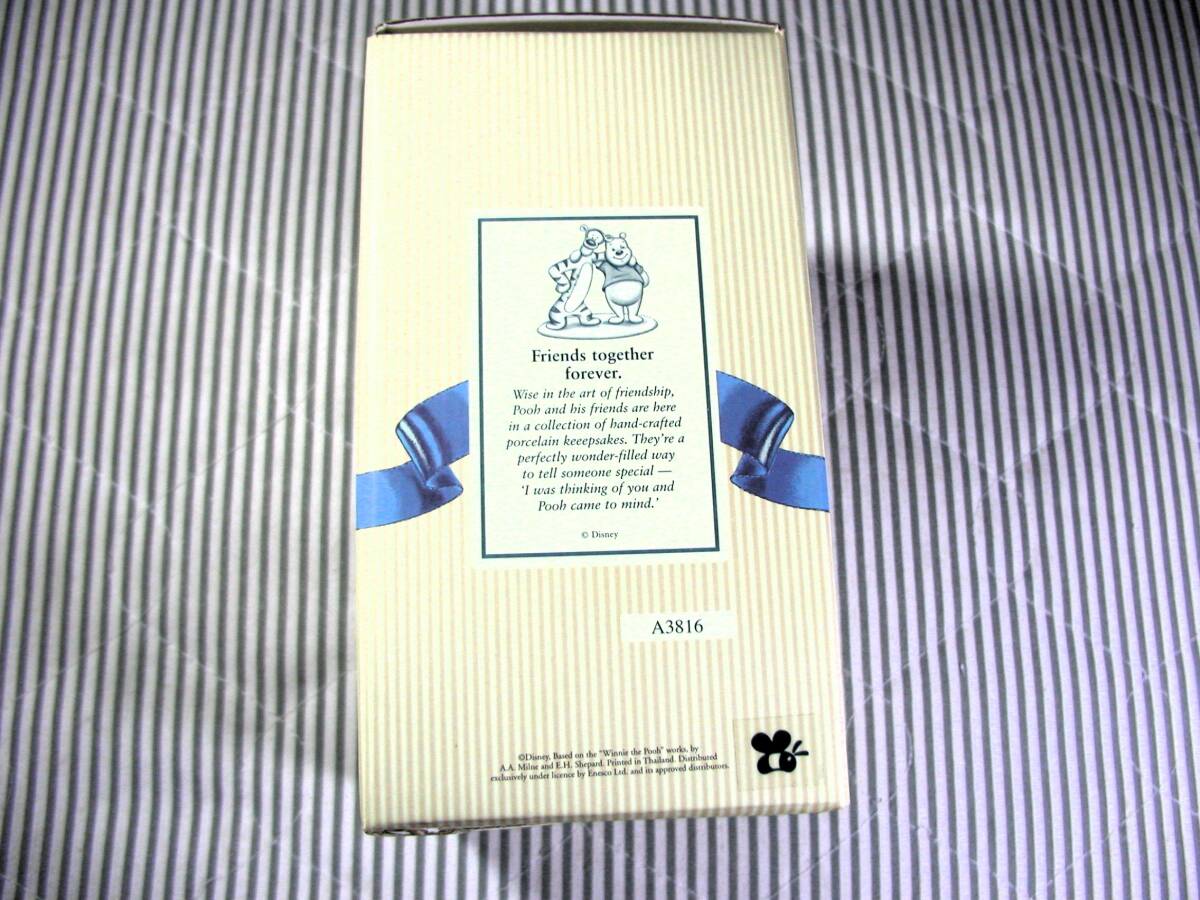 Friends together
forever.
Wise in the art of friendship,
Pooh and his friends are here
in a collection of hand-crafted
porcelain keeepsakes. They're a
perfectly wonder-filled way
to tell someone special —
'I was thinking of you and
Pooh came to mind.'
© Disney
A3816
©Disney, Based on the "Winnie the Pooh" works, by
A.A. Milne and E.H. Shepard. Printed in Thailand. Distributed
exclusively under licence by Enesco Ltd. and its approved distributors.